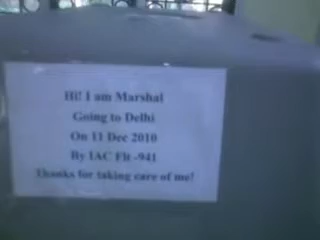 Hi! I am Marshal
Going to Delhi
On 11 Dec 2010
By IAC Flt -941
Thanks for taking care of me!